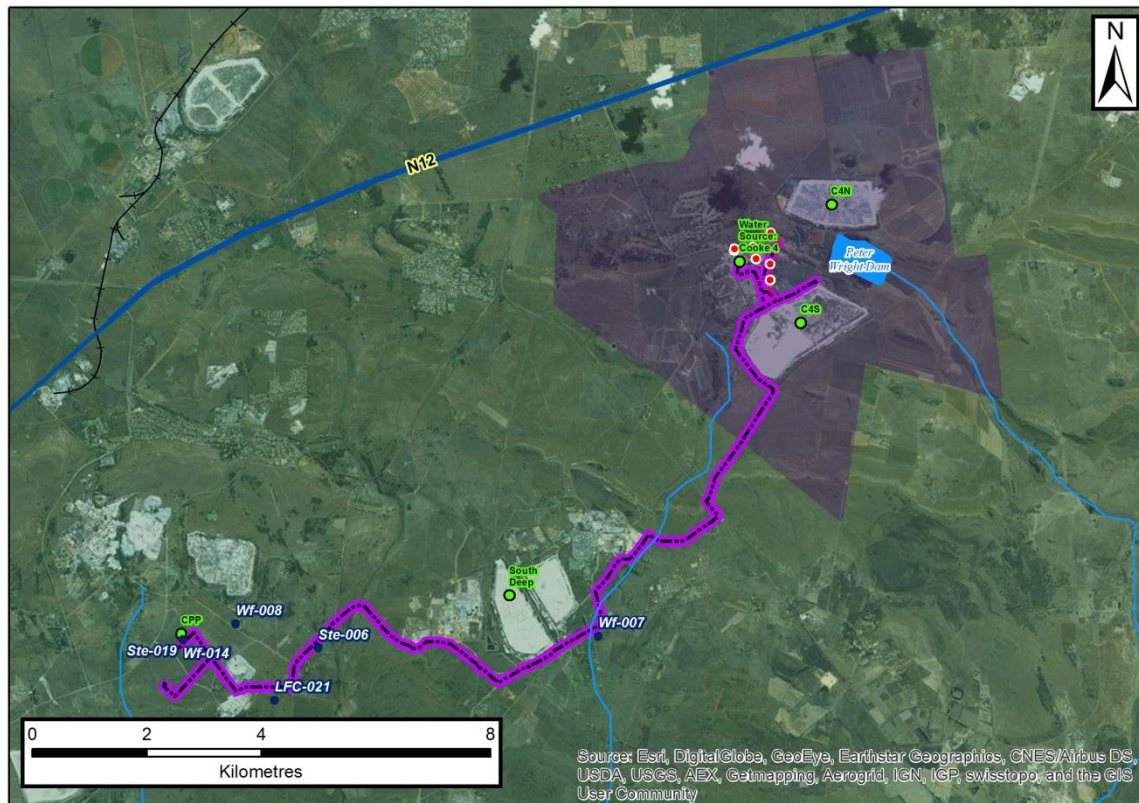 N
N12
C4N
Water
Source:
Cooke 4
Peter
Wright Dam
C4S
South
Deep
CPP
Wf-008
Ste-019
Wf-014
Ste-006
Wf-007
LFC-021
0 2 4 8
Kilometres
Source: Esri, DigitalGlobe, GeoEye, Earthstar Geographics, CNES/Airbus DS,
USDA, USGS, AEX, Getmapping, Aerogrid, IGN, IGP, swisstopo, and the GIS
User Community